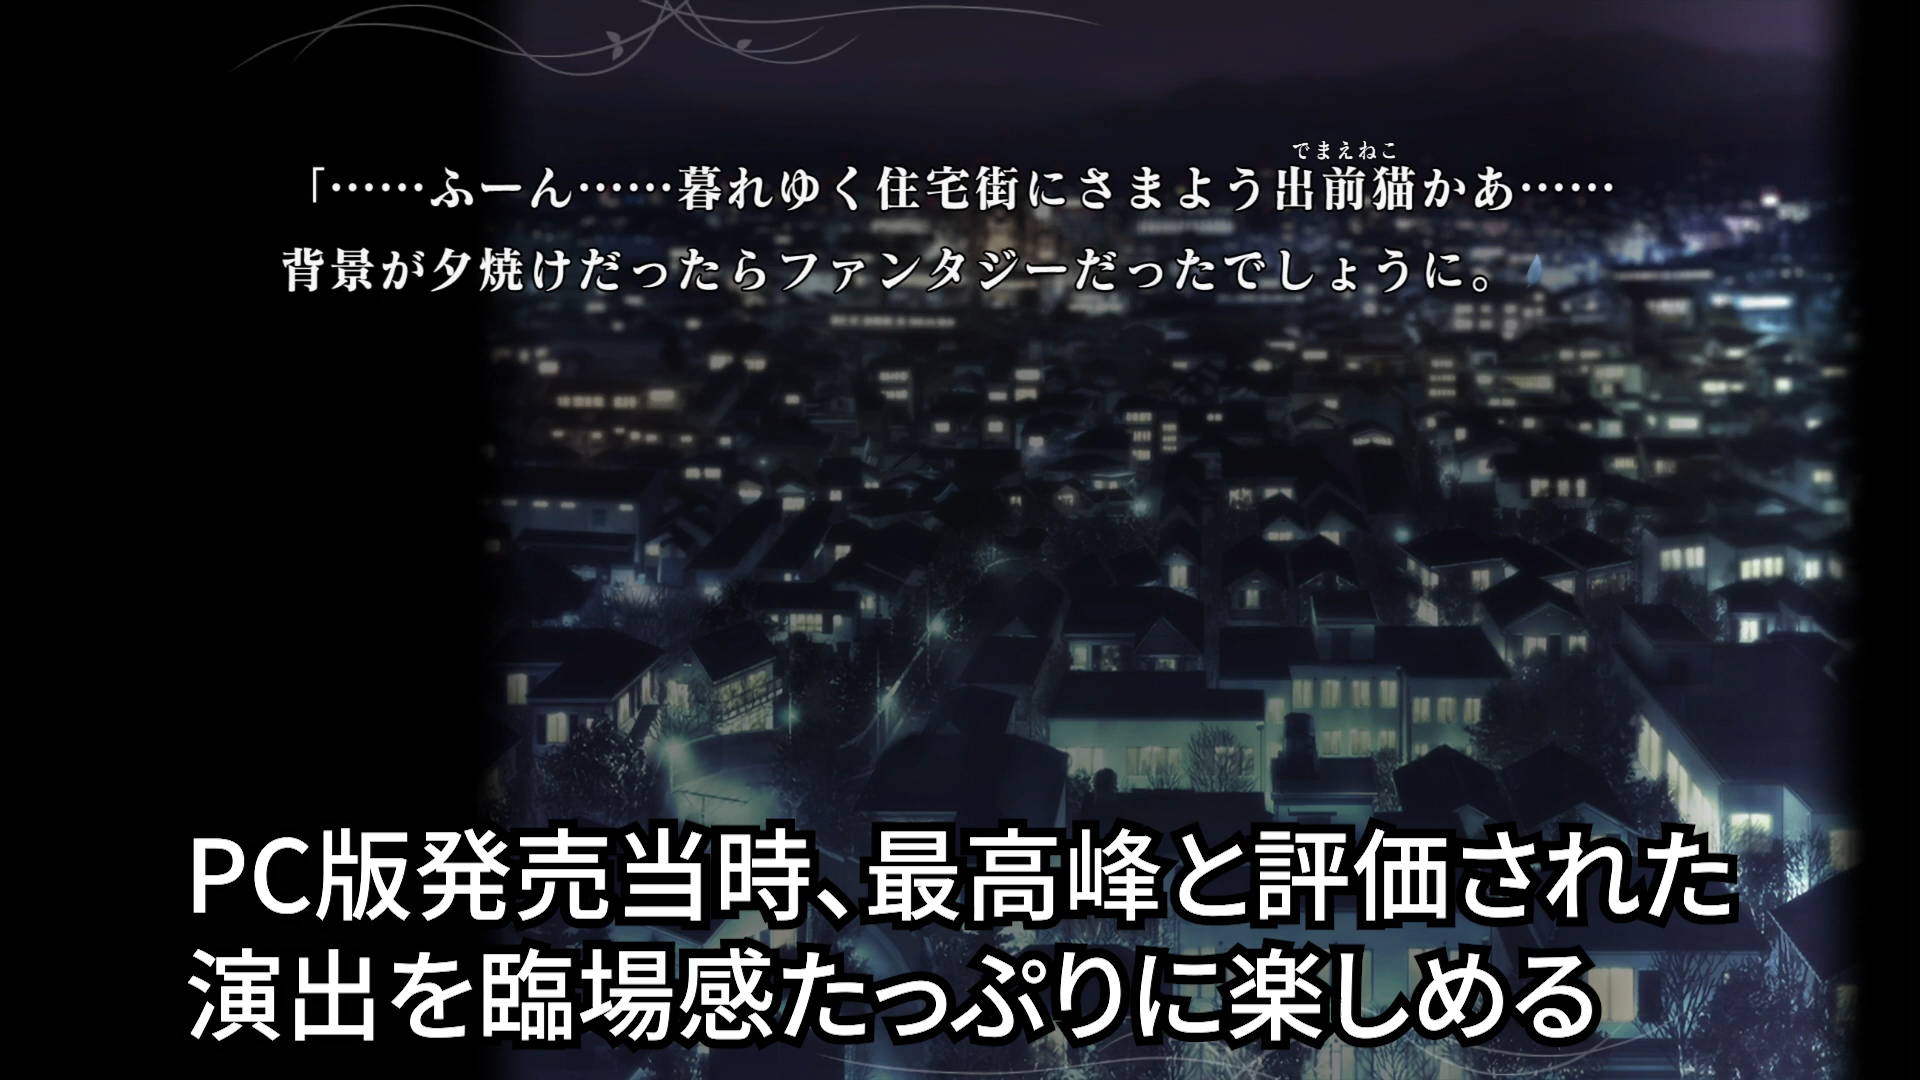 でまえねこ
「……ふーん……暮れゆく住宅街にさまよう出前猫かあ……
背景が夕焼けだったらファンタジーだったでしょうに。
PC版発売当時、最高峰と評価された
演出を臨場感たっぷりに楽しめる